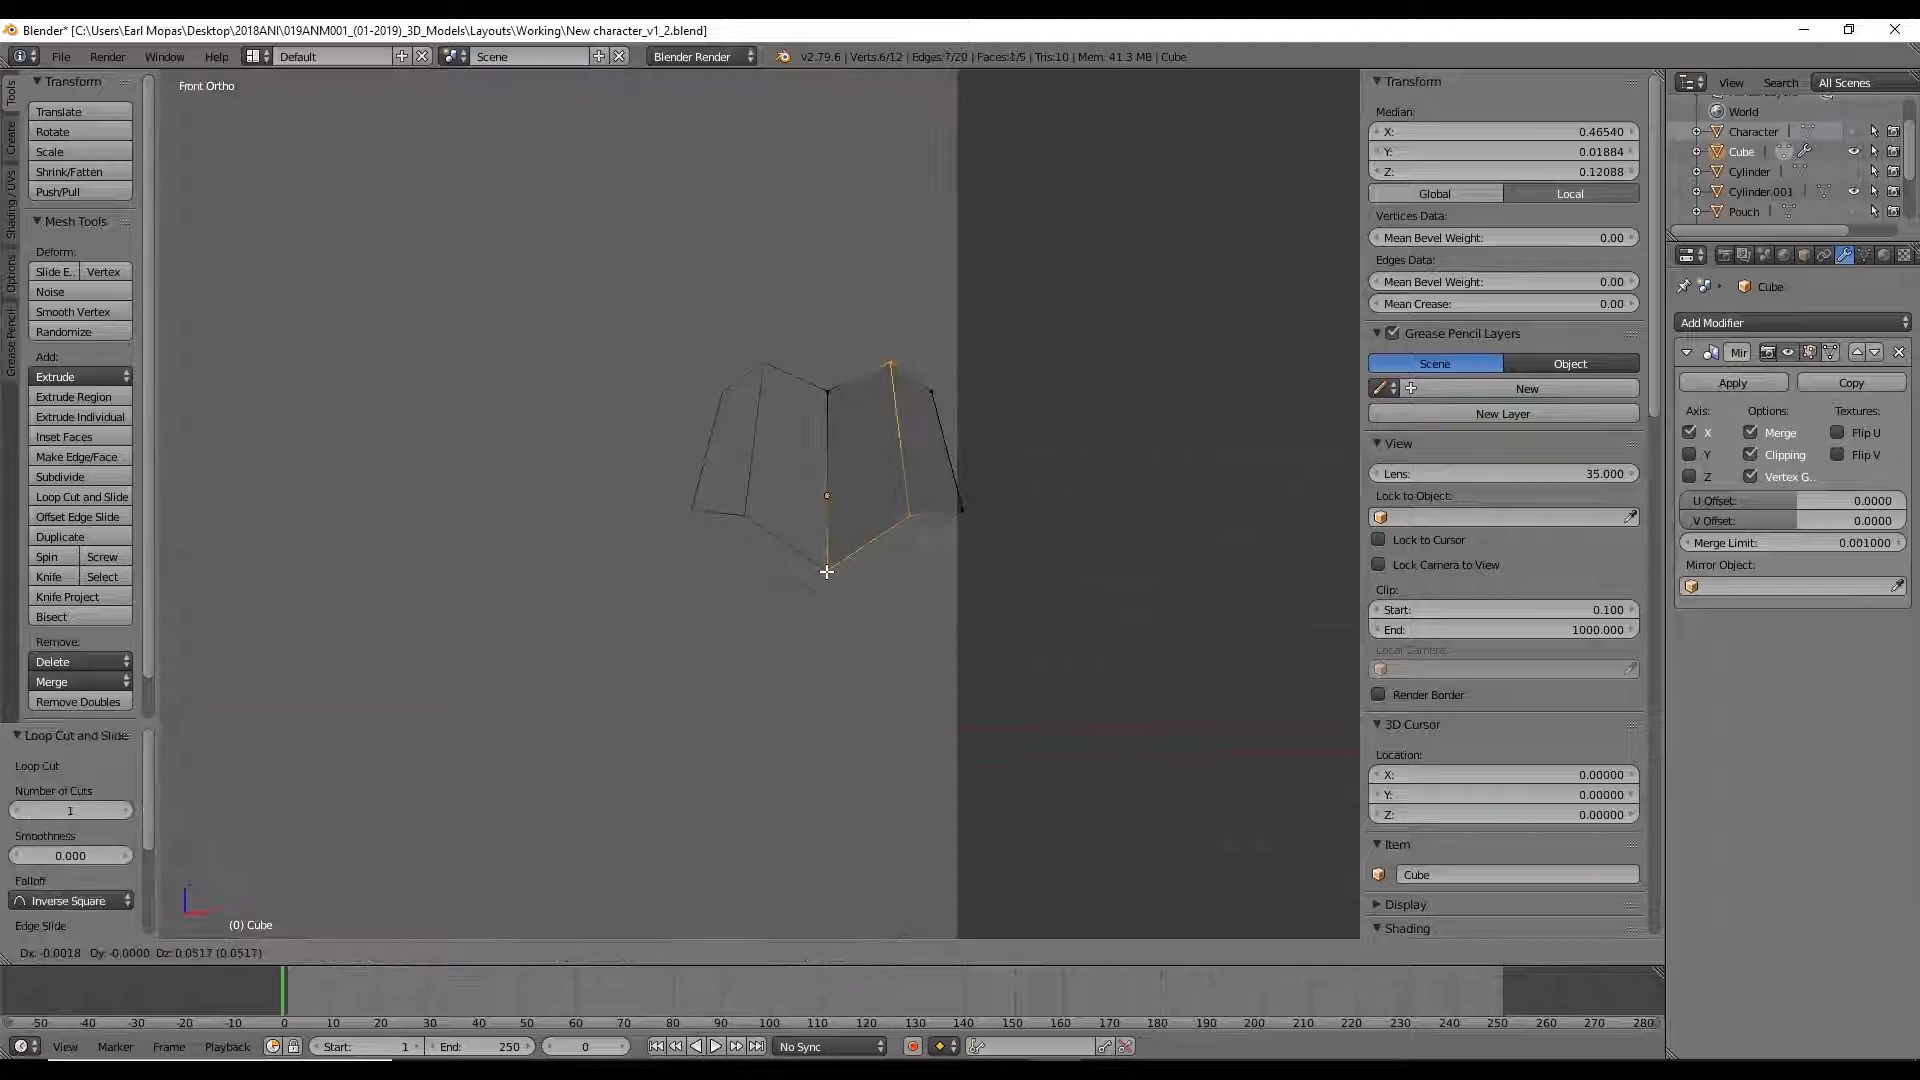 Blender* [C:\Users\Earl Mopas\Desktop\2018ANI\019ANM001_(01-2019)_3D_Models\Layouts\Working\New character_v1_2.blend]
File Render Window Help Default Scene Blender Render v2.79.6 | Verts:6/12 | Edges:7/20 | Faces:1/5 | Tris:10 | Mem: 41.3 MB | Cube
Tools
Create
Shading / UVs
Options
Grease Pencil
Transform
Translate
Rotate
Scale
Shrink/Fatten
Push/Pull
Mesh Tools
Deform:
Slide E.. Vertex
Noise
Smooth Vertex
Randomize
Add:
Extrude
Extrude Region
Extrude Individual
Inset Faces
Make Edge/Face
Subdivide
Loop Cut and Slide
Offset Edge Slide
Duplicate
Spin Screw
Knife Select
Knife Project
Bisect
Remove:
Delete
Merge
Remove Doubles
Loop Cut and Slide
Loop Cut
Number of Cuts
1
Smoothness
0.000
Falloff
Inverse Square
Edge Slide
Front Ortho
(0) Cube
Dx: -0.0018 Dy: -0.0000 Dz: 0.0517 (0.0517)
Transform
Median:
X: 0.46540
Y: 0.01884
Z: 0.12088
Global Local
Vertices Data:
Mean Bevel Weight: 0.00
Edges Data:
Mean Bevel Weight: 0.00
Mean Crease: 0.00
Grease Pencil Layers
Scene Object
New
New Layer
View
Lens: 35.000
Lock to Object:
Lock to Cursor
Lock Camera to View
Clip:
Start: 0.100
End: 1000.000
Local Camera:
Render Border
3D Cursor
Location:
X: 0.00000
Y: 0.00000
Z: 0.00000
Item
Cube
Display
Shading
View Search All Scenes
World
Character
Cube
Cylinder
Cylinder.001
Pouch
Cube
Add Modifier
Mir
Apply Copy
Axis: Options: Textures:
X Merge Flip U
Y Clipping Flip V
Z Vertex G..
U Offset: 0.0000
V Offset: 0.0000
Merge Limit: 0.001000
Mirror Object:
-50 -40 -30 -20 -10 0 10 20 30 40 50 60 70 80 90 100 110 120 130 140 150 160 170 180 190 200 210 220 230 240 250 260 270 280
View Marker Frame Playback Start: 1 End: 250 0 No Sync